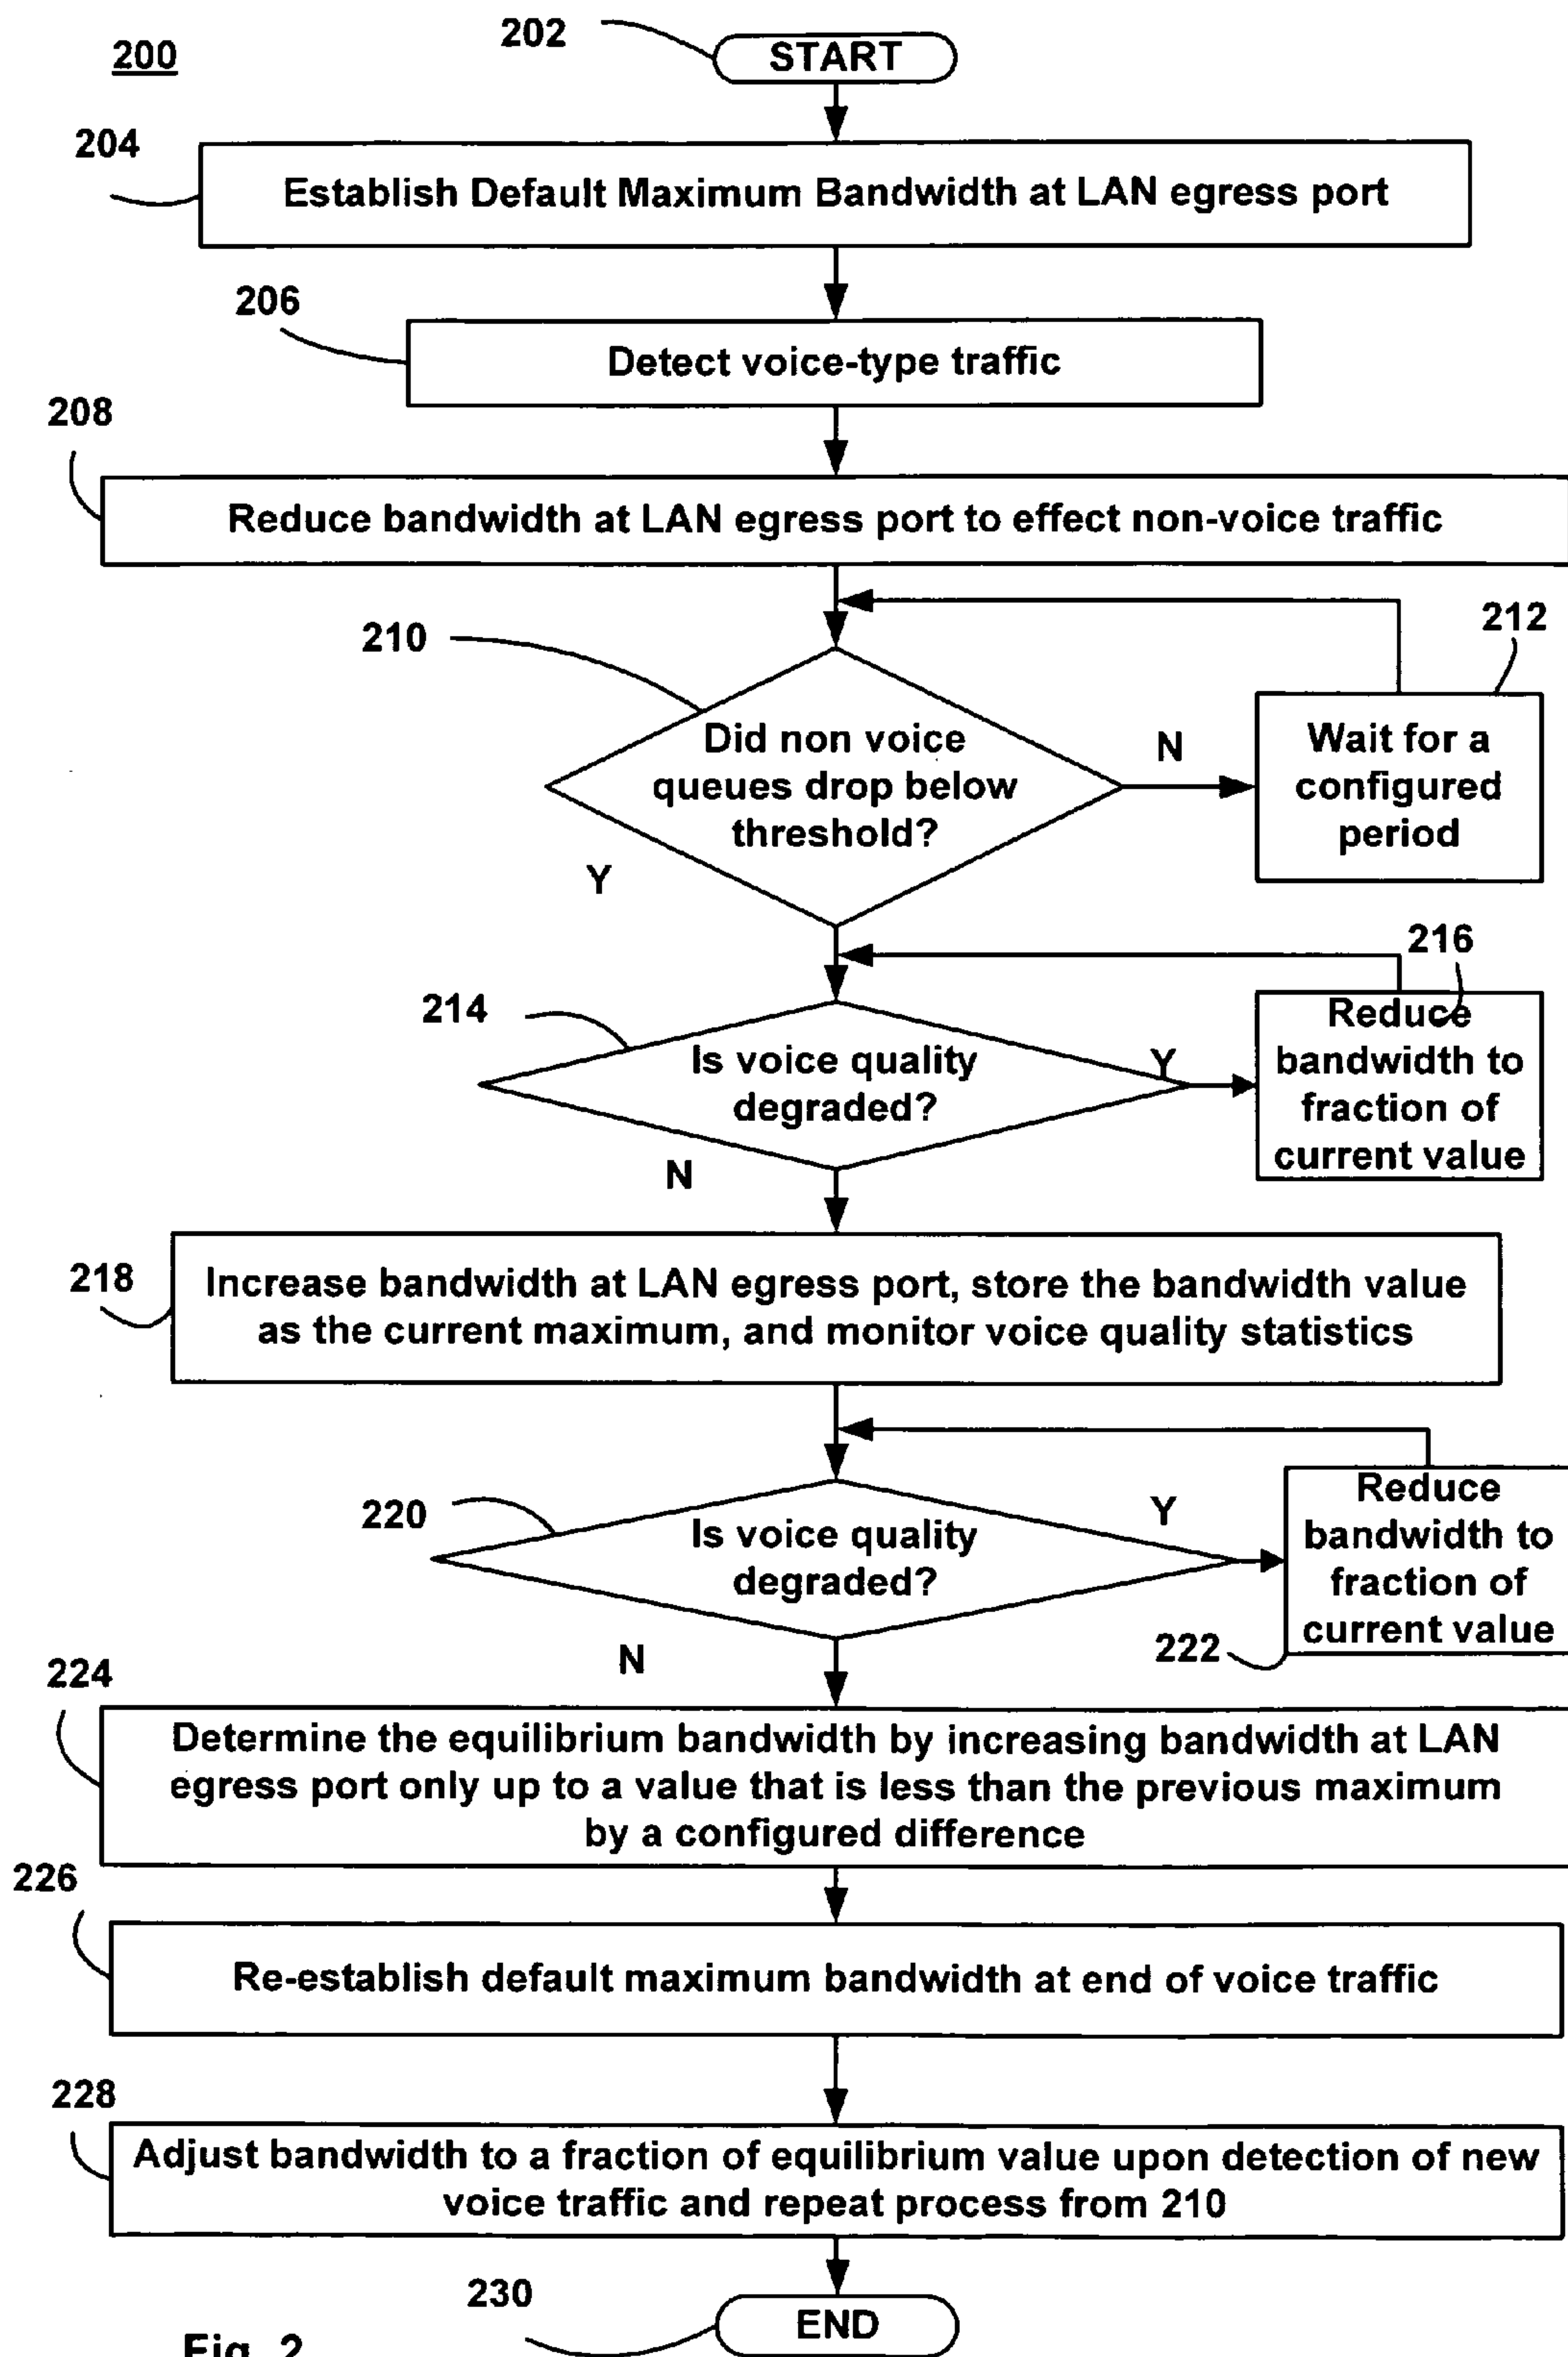 200
202
START
204
Establish Default Maximum Bandwidth at LAN egress port
206
Detect voice-type traffic
208
Reduce bandwidth at LAN egress port to effect non-voice traffic
210
Did non voice
queues drop below
threshold?
N
212
Wait for a
configured
period
Y
214
Is voice quality
degraded?
Y
216
Reduce
bandwidth to
fraction of
current value
N
218
Increase bandwidth at LAN egress port, store the bandwidth value
as the current maximum, and monitor voice quality statistics
220
Is voice quality
degraded?
Y
Reduce
bandwidth to
fraction of
current value
222
N
224
Determine the equilibrium bandwidth by increasing bandwidth at LAN
egress port only up to a value that is less than the previous maximum
by a configured difference
226
Re-establish default maximum bandwidth at end of voice traffic
228
Adjust bandwidth to a fraction of equilibrium value upon detection of new
voice traffic and repeat process from 210
230
END
Fig. 2